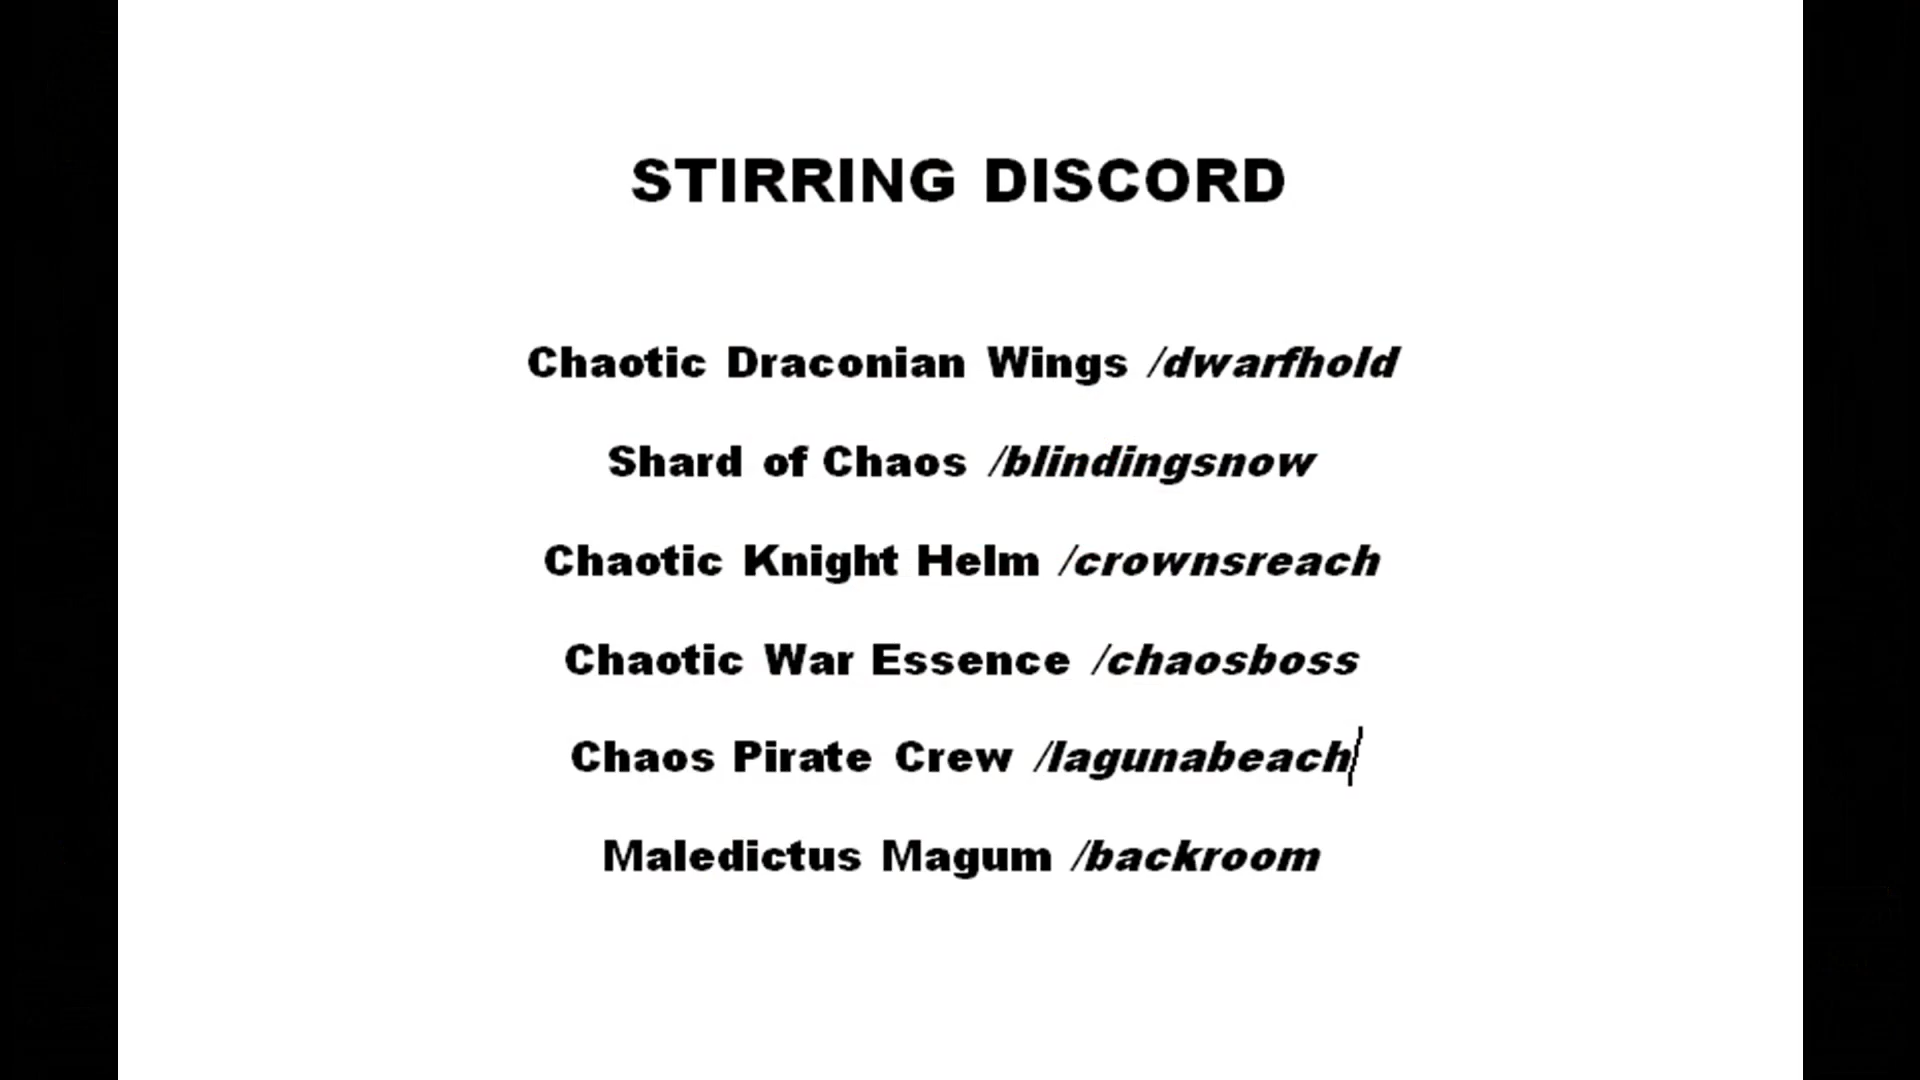 STIRRING DISCORD
Chaotic Draconian Wings /dwarfhold
Shard of Chaos /blindingsnow
Chaotic Knight Helm /crownsreach
Chaotic War Essence /chaosboss
Chaos Pirate Crew /lagunabeach
Maledictus Magum /backroom